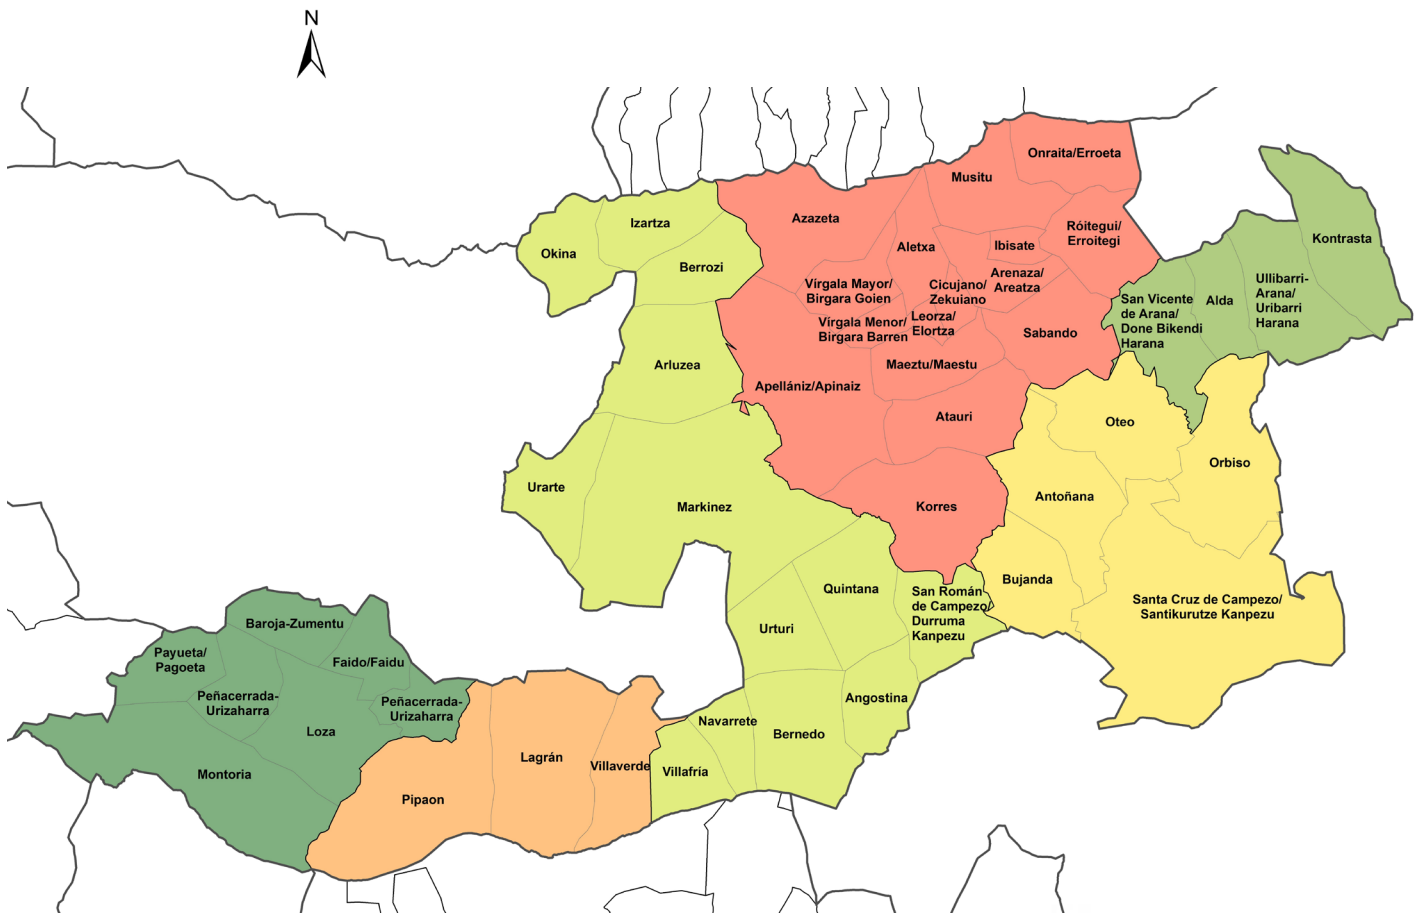 N
Onraita/Erroeta
Musitu
Azazeta
Izartza
Okina
Berrozi
Aletxa
Ibisate
Róitegui/
Erroitegi
Kontrasta
Vírgala Mayor/
Birgara Goien
Cicujano/
Zekuiano
Arenaza/
Areatza
San Vicente
de Arana/
Done Bikendi
Harana
Alda
Ullibarri-
Arana/
Uribarri
Harana
Vírgala Menor/
Birgara Barren
Leorza/
Elortza
Sabando
Arluzea
Maeztu/Maestu
Apellániz/Apinaiz
Atauri
Oteo
Orbiso
Urarte
Markinez
Korres
Antoñana
Bujanda
Quintana
San Román
de Campezo/
Durruma
Kanpezu
Santa Cruz de Campezo/
Santikurutze Kanpezu
Urturi
Baroja-Zumentu
Payueta/
Pagoeta
Faido/Faidu
Peñacerrada-
Urizaharra
Peñacerrada-
Urizaharra
Loza
Angostina
Navarrete
Bernedo
Montoria
Lagrán
Villaverde
Villafría
Pipaon